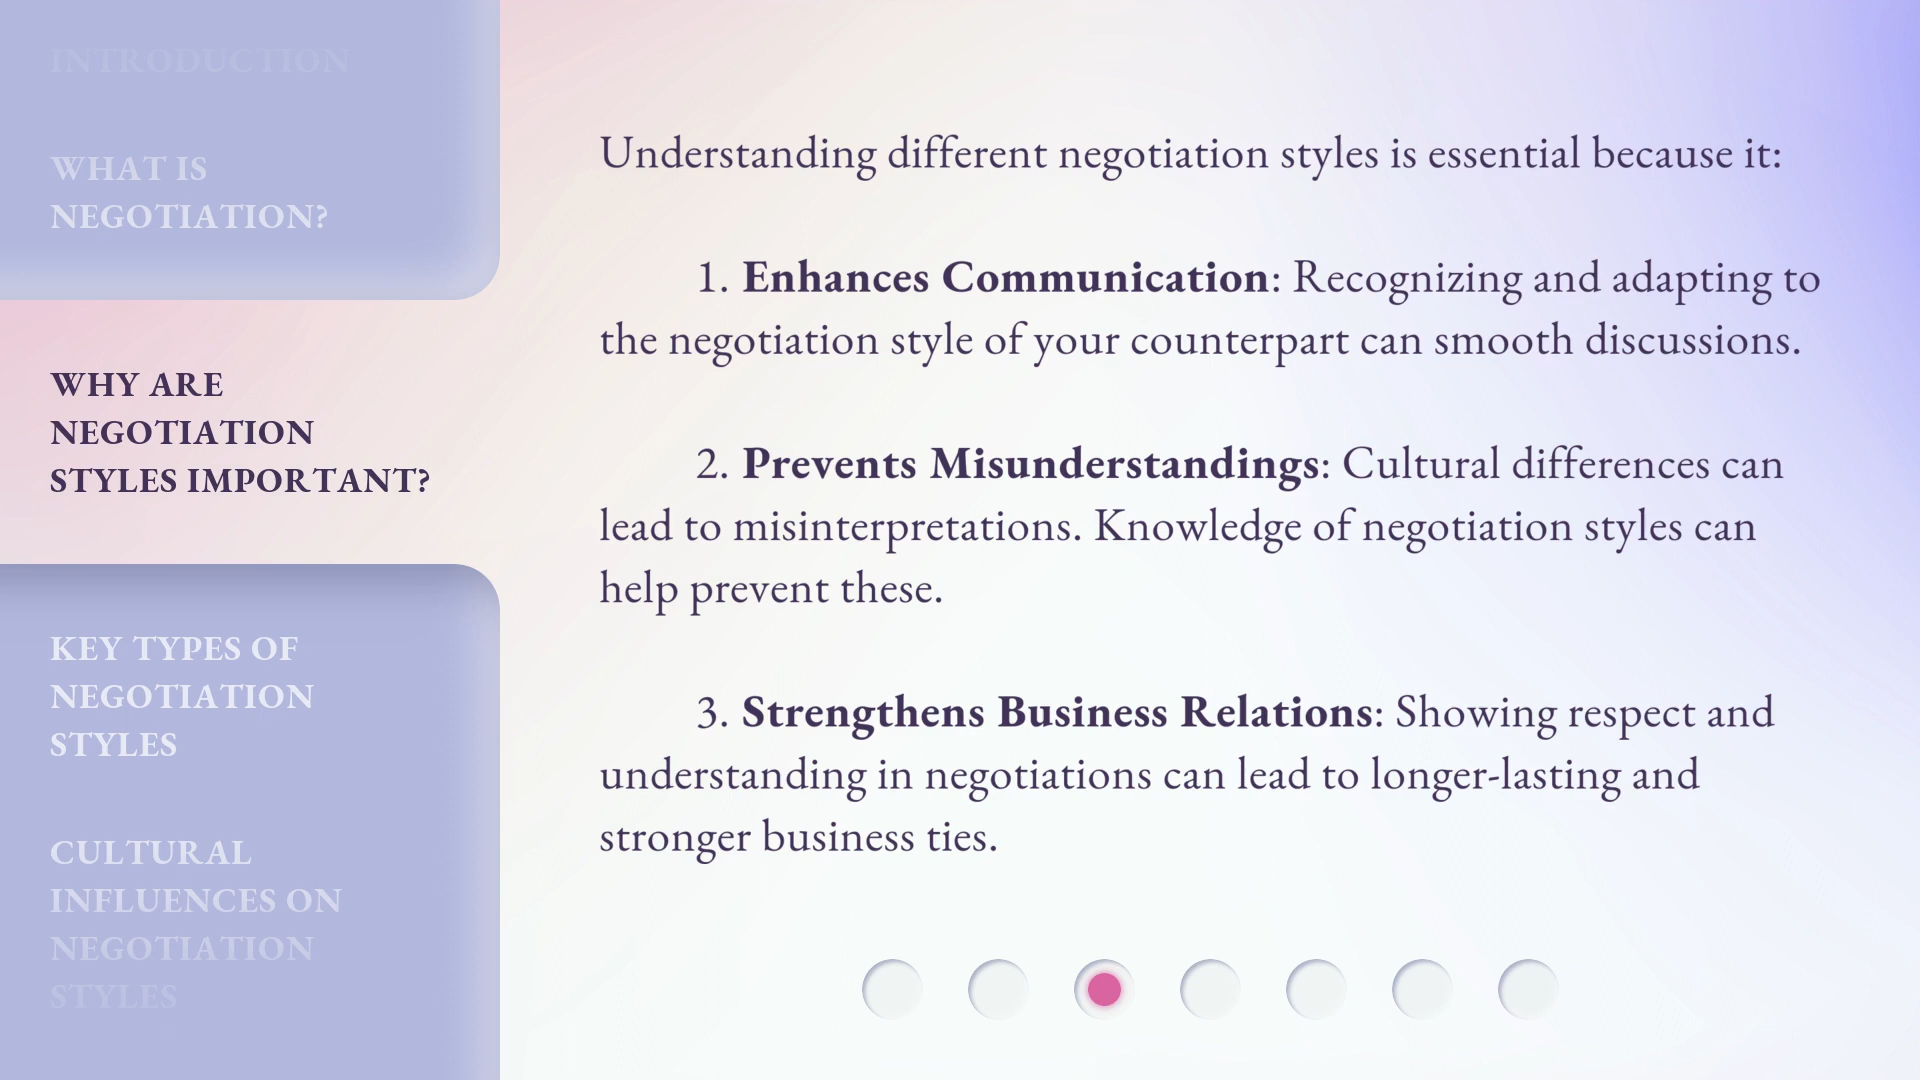 INTRODUCTION
WHAT IS
NEGOTIATION?
WHY ARE
NEGOTIATION
STYLES IMPORTANT?
KEY TYPES OF
NEGOTIATION
STYLES
CULTURAL
INFLUENCES ON
NEGOTIATION
STYLES
Understanding different negotiation styles is essential because it:
1. Enhances Communication: Recognizing and adapting to
the negotiation style of your counterpart can smooth discussions.
2. Prevents Misunderstandings: Cultural differences can
lead to misinterpretations. Knowledge of negotiation styles can
help prevent these.
3. Strengthens Business Relations: Showing respect and
understanding in negotiations can lead to longer-lasting and
stronger business ties.